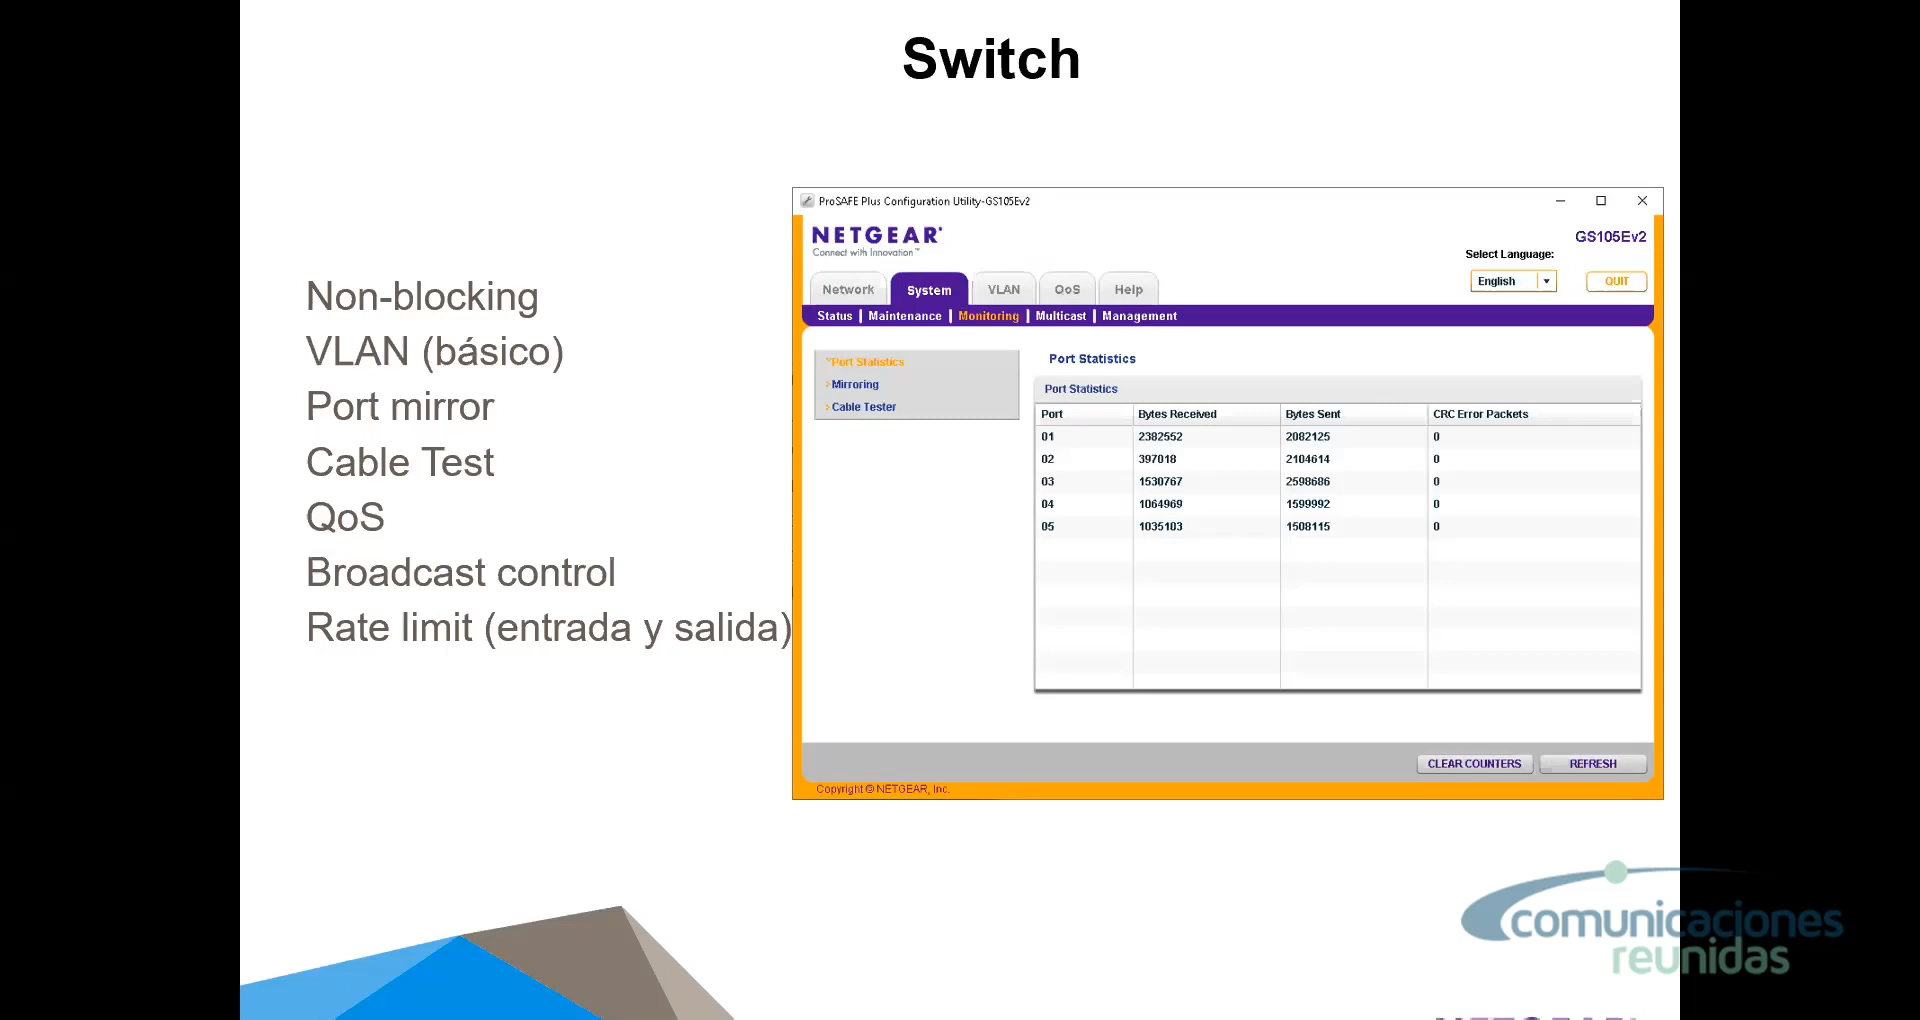 Switch
Non-blocking
VLAN (básico)
Port mirror
Cable Test
QoS
Broadcast control
Rate limit (entrada y salida)
ProSAFE Plus Configuration Utility-GS105Ev2
NETGEAR
Connect with Innovation™
GS105Ev2
Select Language:
English
QUIT
Network System VLAN QoS Help
Status | Maintenance | Monitoring | Multicast | Management
Port Statistics
Mirroring
Cable Tester
Port Statistics
Port Statistics
Port Bytes Received Bytes Sent CRC Error Packets
01 2382552 2082125 0
02 397018 2104614 0
03 1530767 2598686 0
04 1064969 1599992 0
05 1035103 1508115 0
CLEAR COUNTERS REFRESH
Copyright © NETGEAR, Inc.
comunicaciones
reunidas